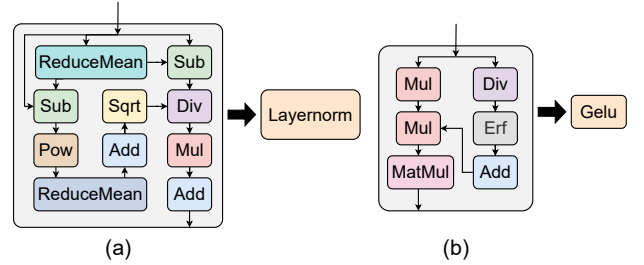 ReduceMean
Sub
Sub
Sqrt
Div
Pow
Add
Mul
ReduceMean
Add
Layernorm
(a)
Mul
Div
Mul
Erf
MatMul
Add
Gelu
(b)